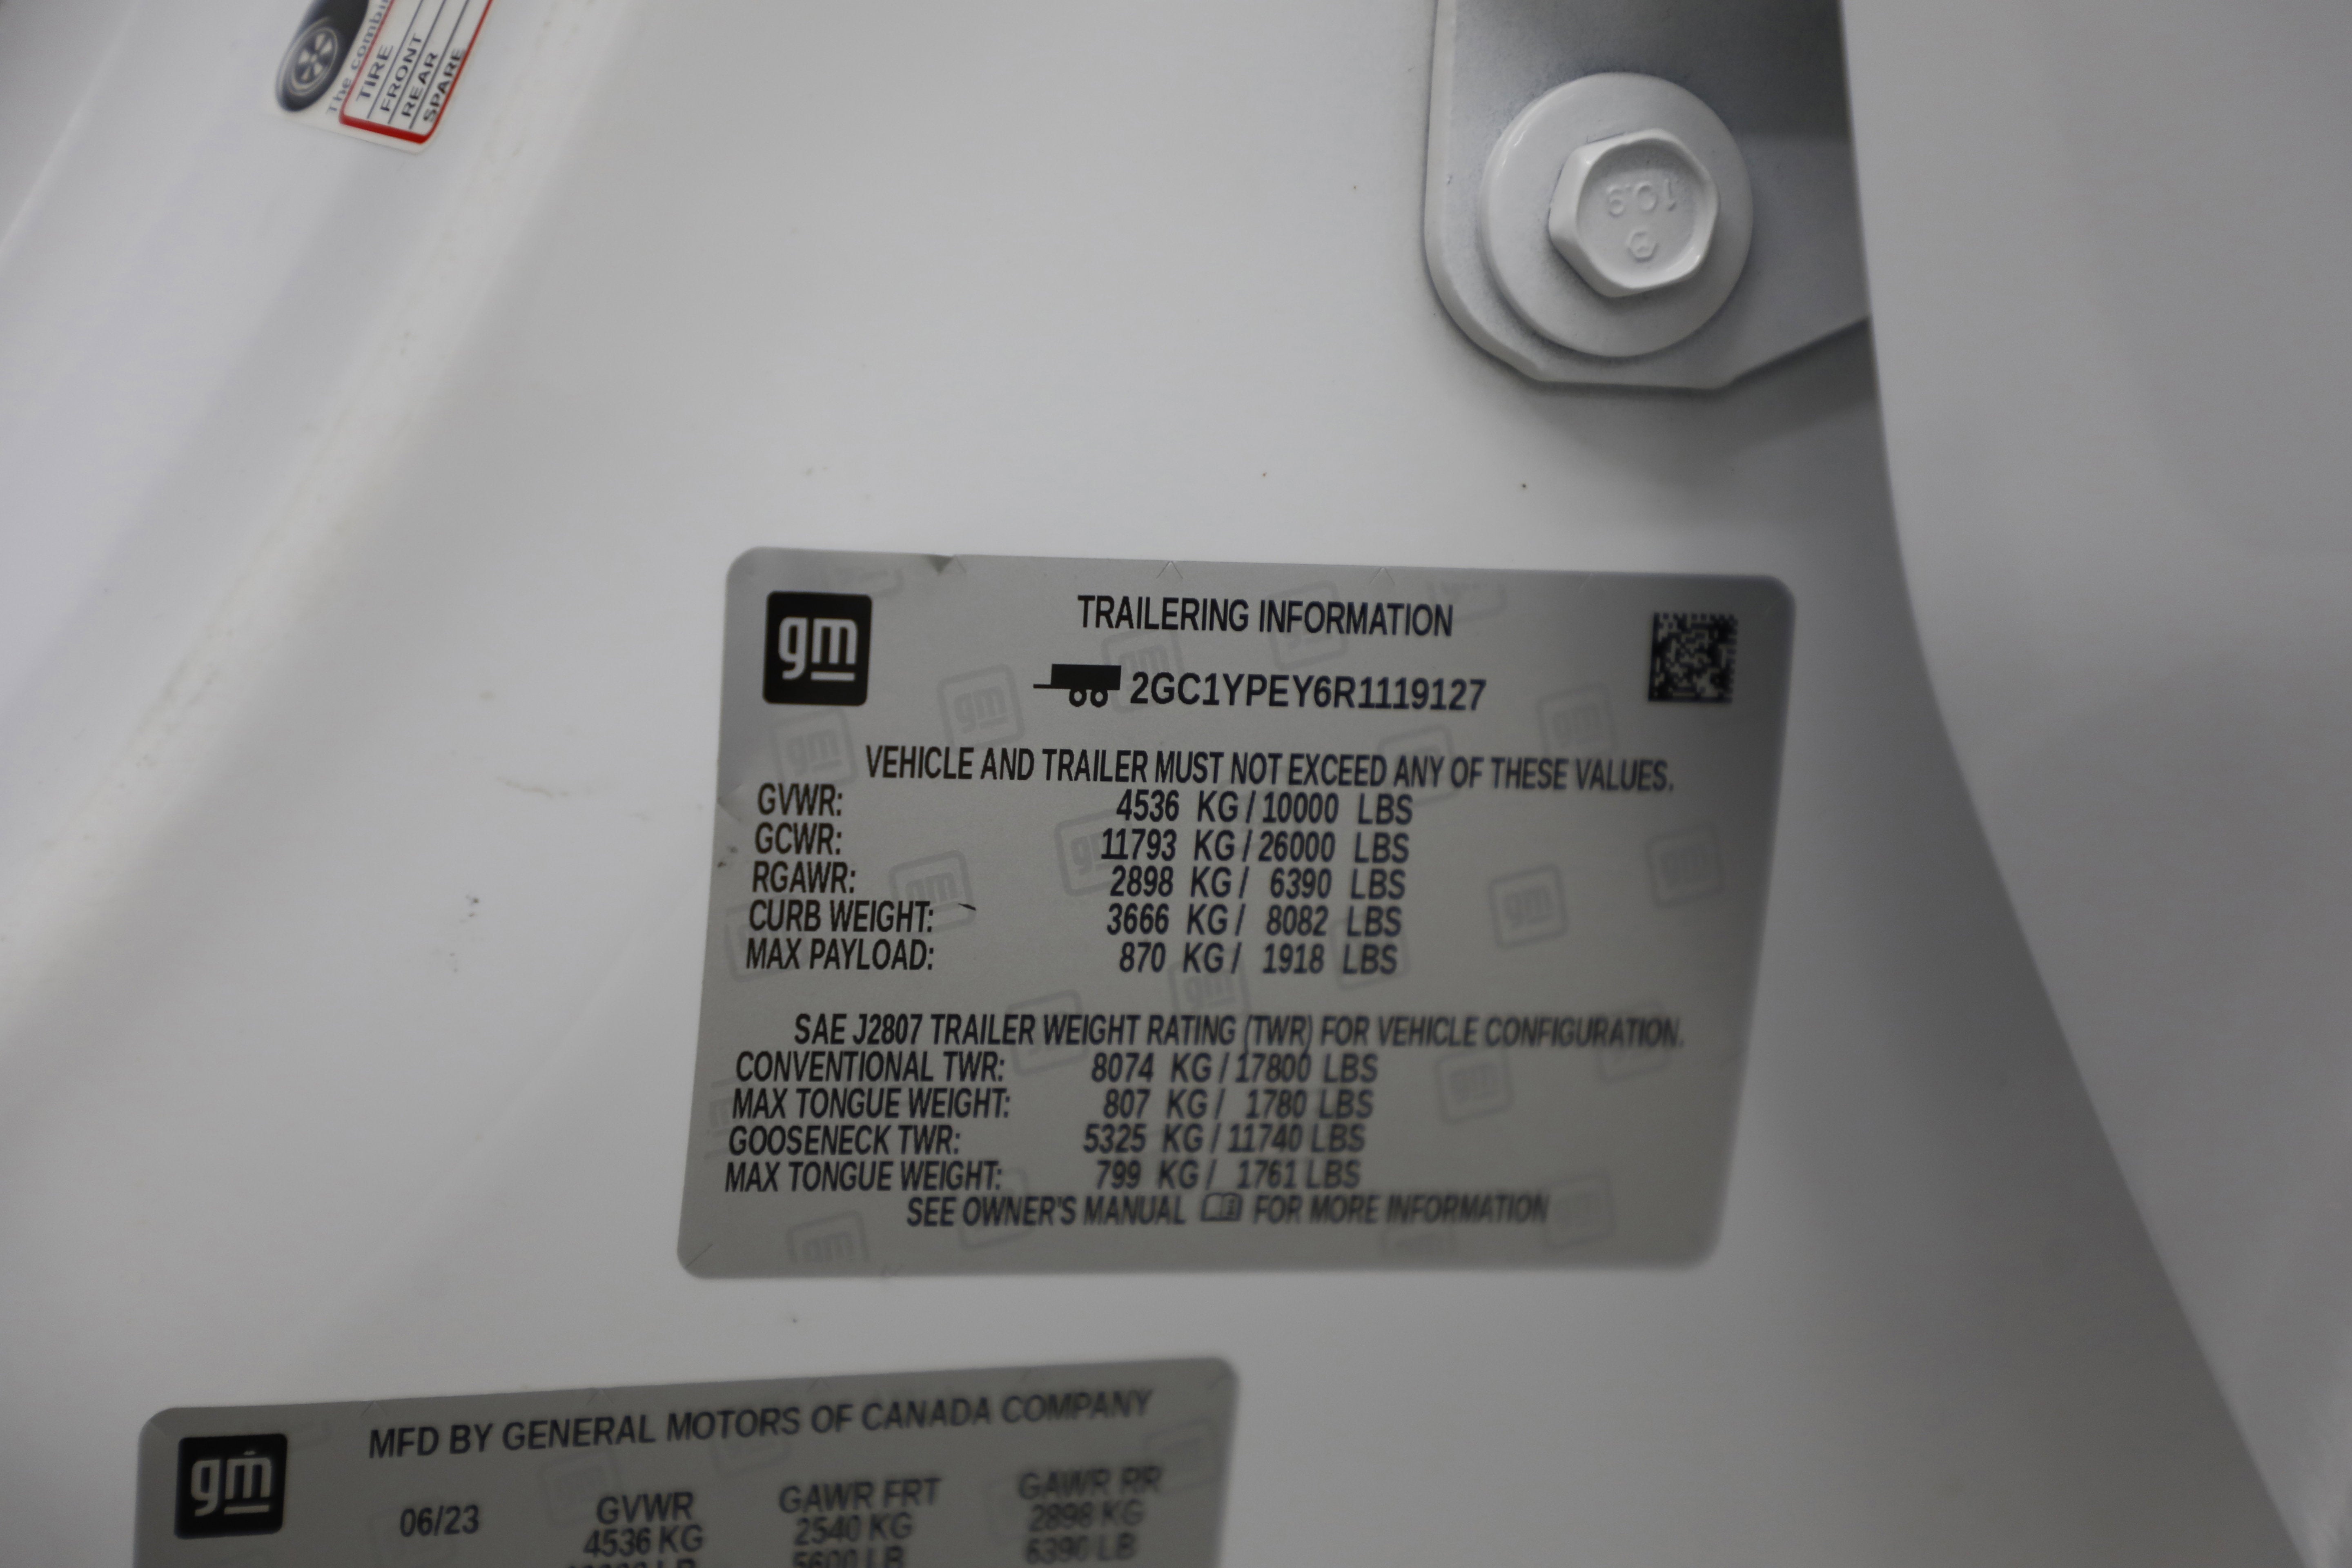 The combin
TIRE
FRONT
REAR
SPARE
10.9
gm
TRAILERING INFORMATION
2GC1YPEY6R1119127
VEHICLE AND TRAILER MUST NOT EXCEED ANY OF THESE VALUES.
GVWR: 4536 KG / 10000 LBS
GCWR: 11793 KG / 26000 LBS
RGAWR: 2898 KG / 6390 LBS
CURB WEIGHT: 3666 KG / 8082 LBS
MAX PAYLOAD: 870 KG / 1918 LBS
SAE J2807 TRAILER WEIGHT RATING (TWR) FOR VEHICLE CONFIGURATION.
CONVENTIONAL TWR: 8074 KG / 17800 LBS
MAX TONGUE WEIGHT: 807 KG / 1780 LBS
GOOSENECK TWR: 5325 KG / 11740 LBS
MAX TONGUE WEIGHT: 799 KG / 1761 LBS
SEE OWNER'S MANUAL FOR MORE INFORMATION
gm
MFD BY GENERAL MOTORS OF CANADA COMPANY
06/23 GVWR GAWR FRT GAWR RR
4536 KG 2540 KG 2898 KG
5600 LB 6390 LB